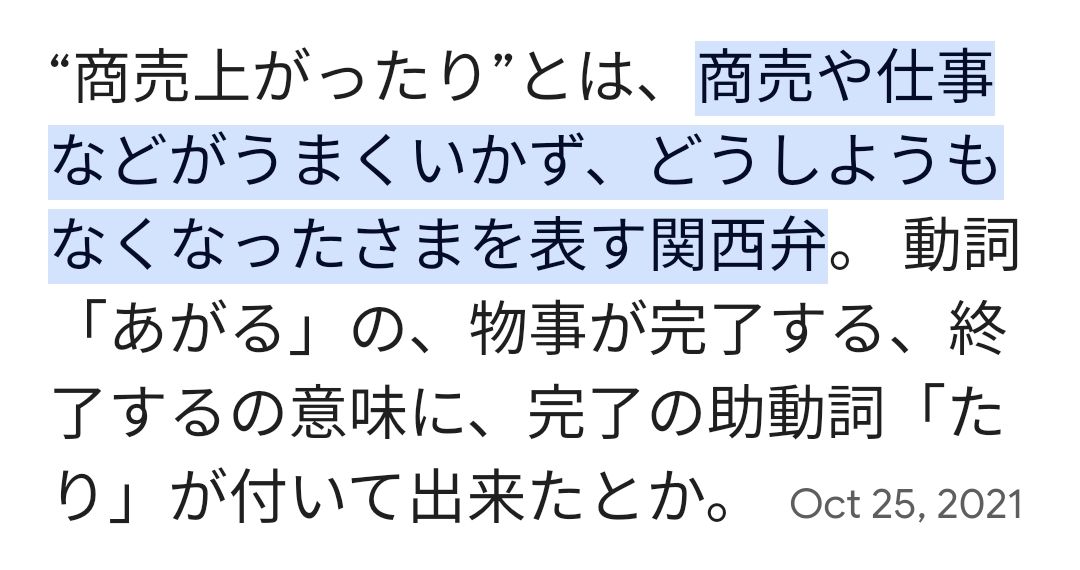 “商売上がったり”とは、商売や仕事
などがうまくいかず、どうしようも
なくなったさまを表す関西弁。 動詞
「あがる」の、物事が完了する、終
了するの意味に、完了の助動詞「た
り」が付いて出来たとか。 Oct 25, 2021